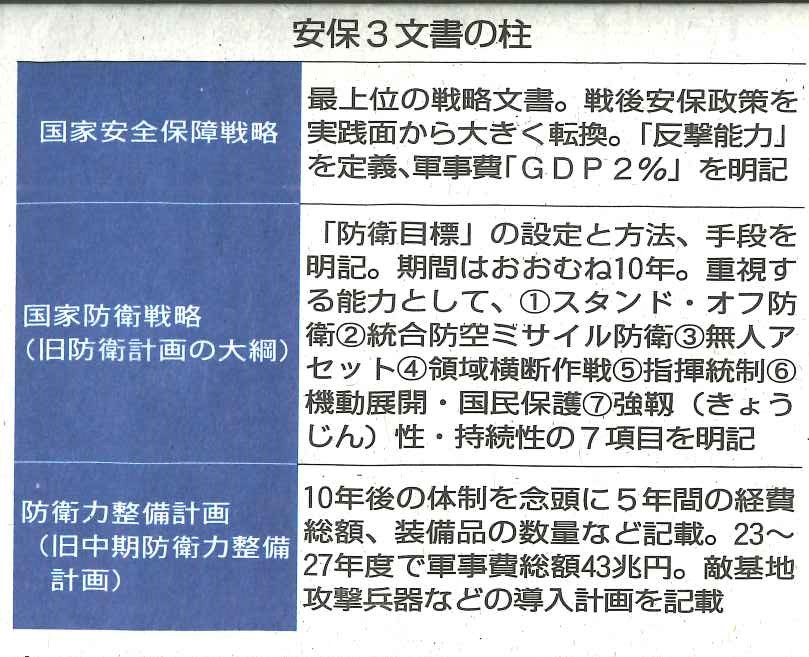 安保３文書の柱
国家安全保障戦略
最上位の戦略文書。戦後安保政策を
実践面から大きく転換。「反撃能力」
を定義、軍事費「ＧＤＰ２％」を明記
国家防衛戦略
（旧防衛計画の大綱）
「防衛目標」の設定と方法、手段を
明記。期間はおおむね10年。重視す
る能力として、①スタンド・オフ防
衛②統合防空ミサイル防衛③無人ア
セット④領域横断作戦⑤指揮統制⑥
機動展開・国民保護⑦強靱（きょう
じん）性・持続性の７項目を明記
防衛力整備計画
（旧中期防衛力整備
計画）
10年後の体制を念頭に５年間の経費
総額、装備品の数量など記載。23～
27年度で軍事費総額43兆円。敵基地
攻撃兵器などの導入計画を記載